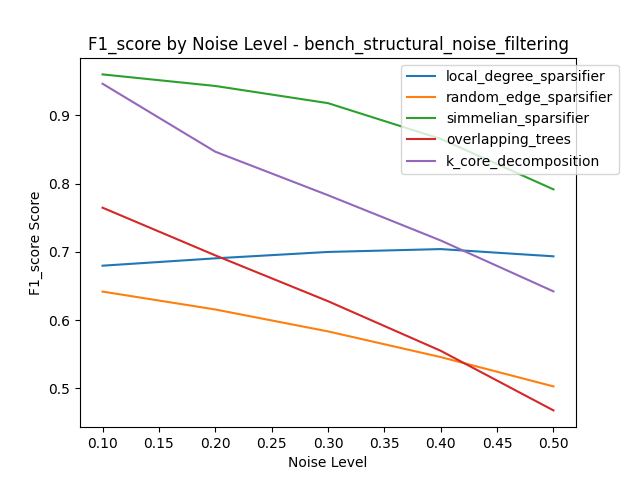 F1_score by Noise Level - bench_structural_noise_filtering
local_degree_sparsifier
random_edge_sparsifier
simmelian_sparsifier
overlapping_trees
k_core_decomposition
F1_score Score
0.9
0.8
0.7
0.6
0.5
0.10 0.15 0.20 0.25 0.30 0.35 0.40 0.45 0.50
Noise Level